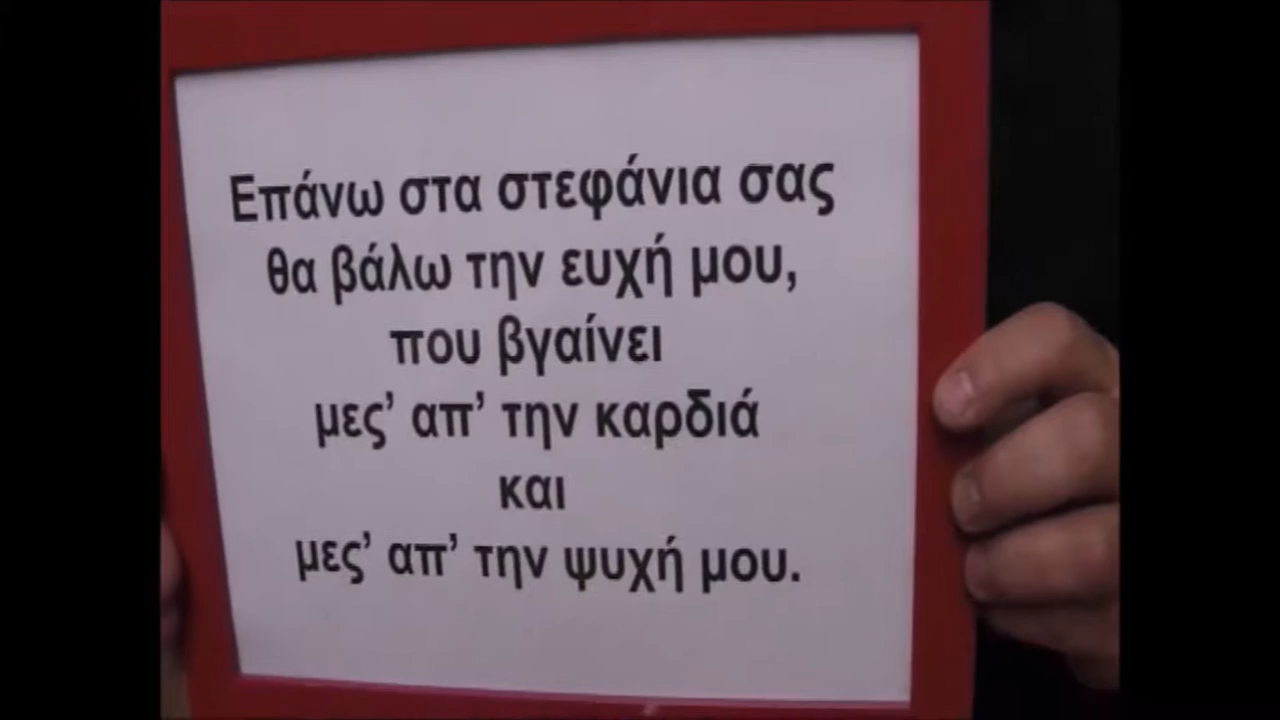 Επάνω στα στεφάνια σας
θα βάλω την ευχή μου,
που βγαίνει
μες’ απ’ την καρδιά
και
μες’ απ’ την ψυχή μου.